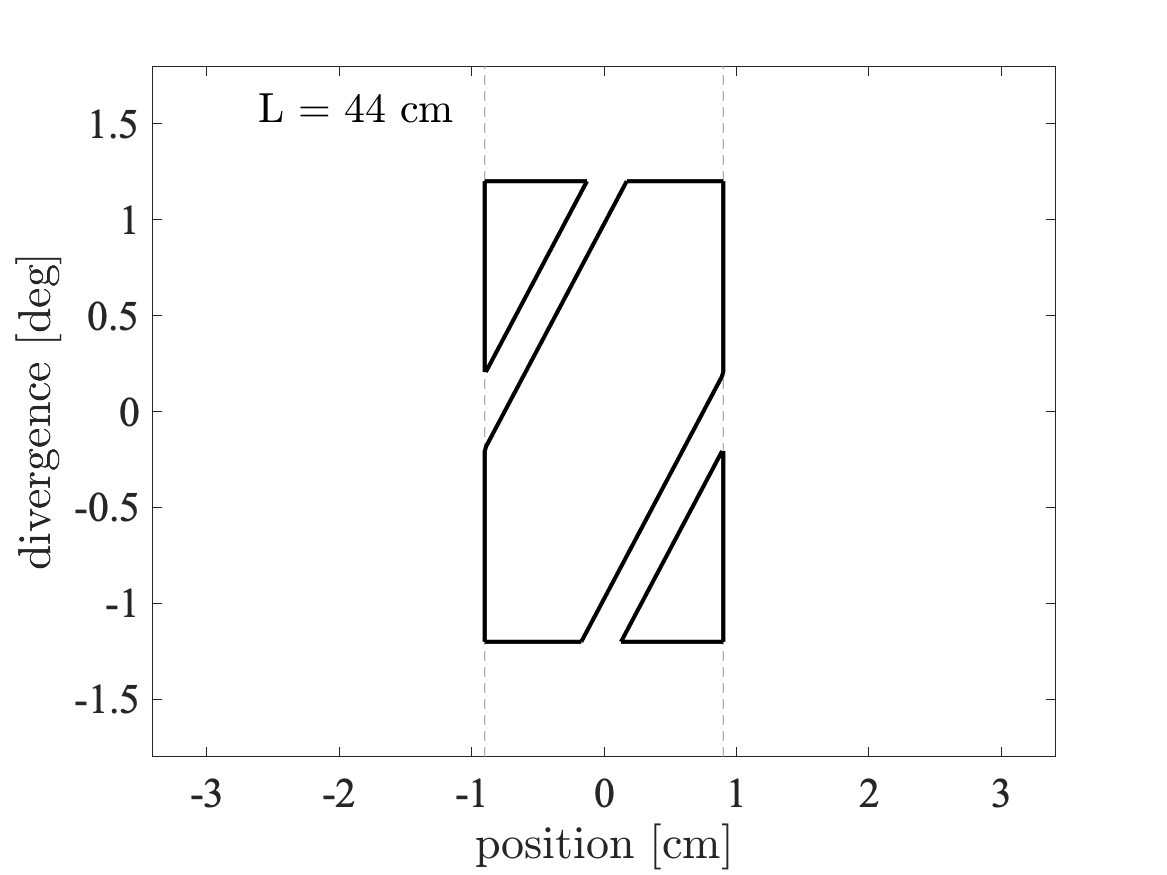 L = 44 cm
1.5
1
0.5
0
-0.5
-1
-1.5
divergence [deg]
-3 -2 -1 0 1 2 3
position [cm]